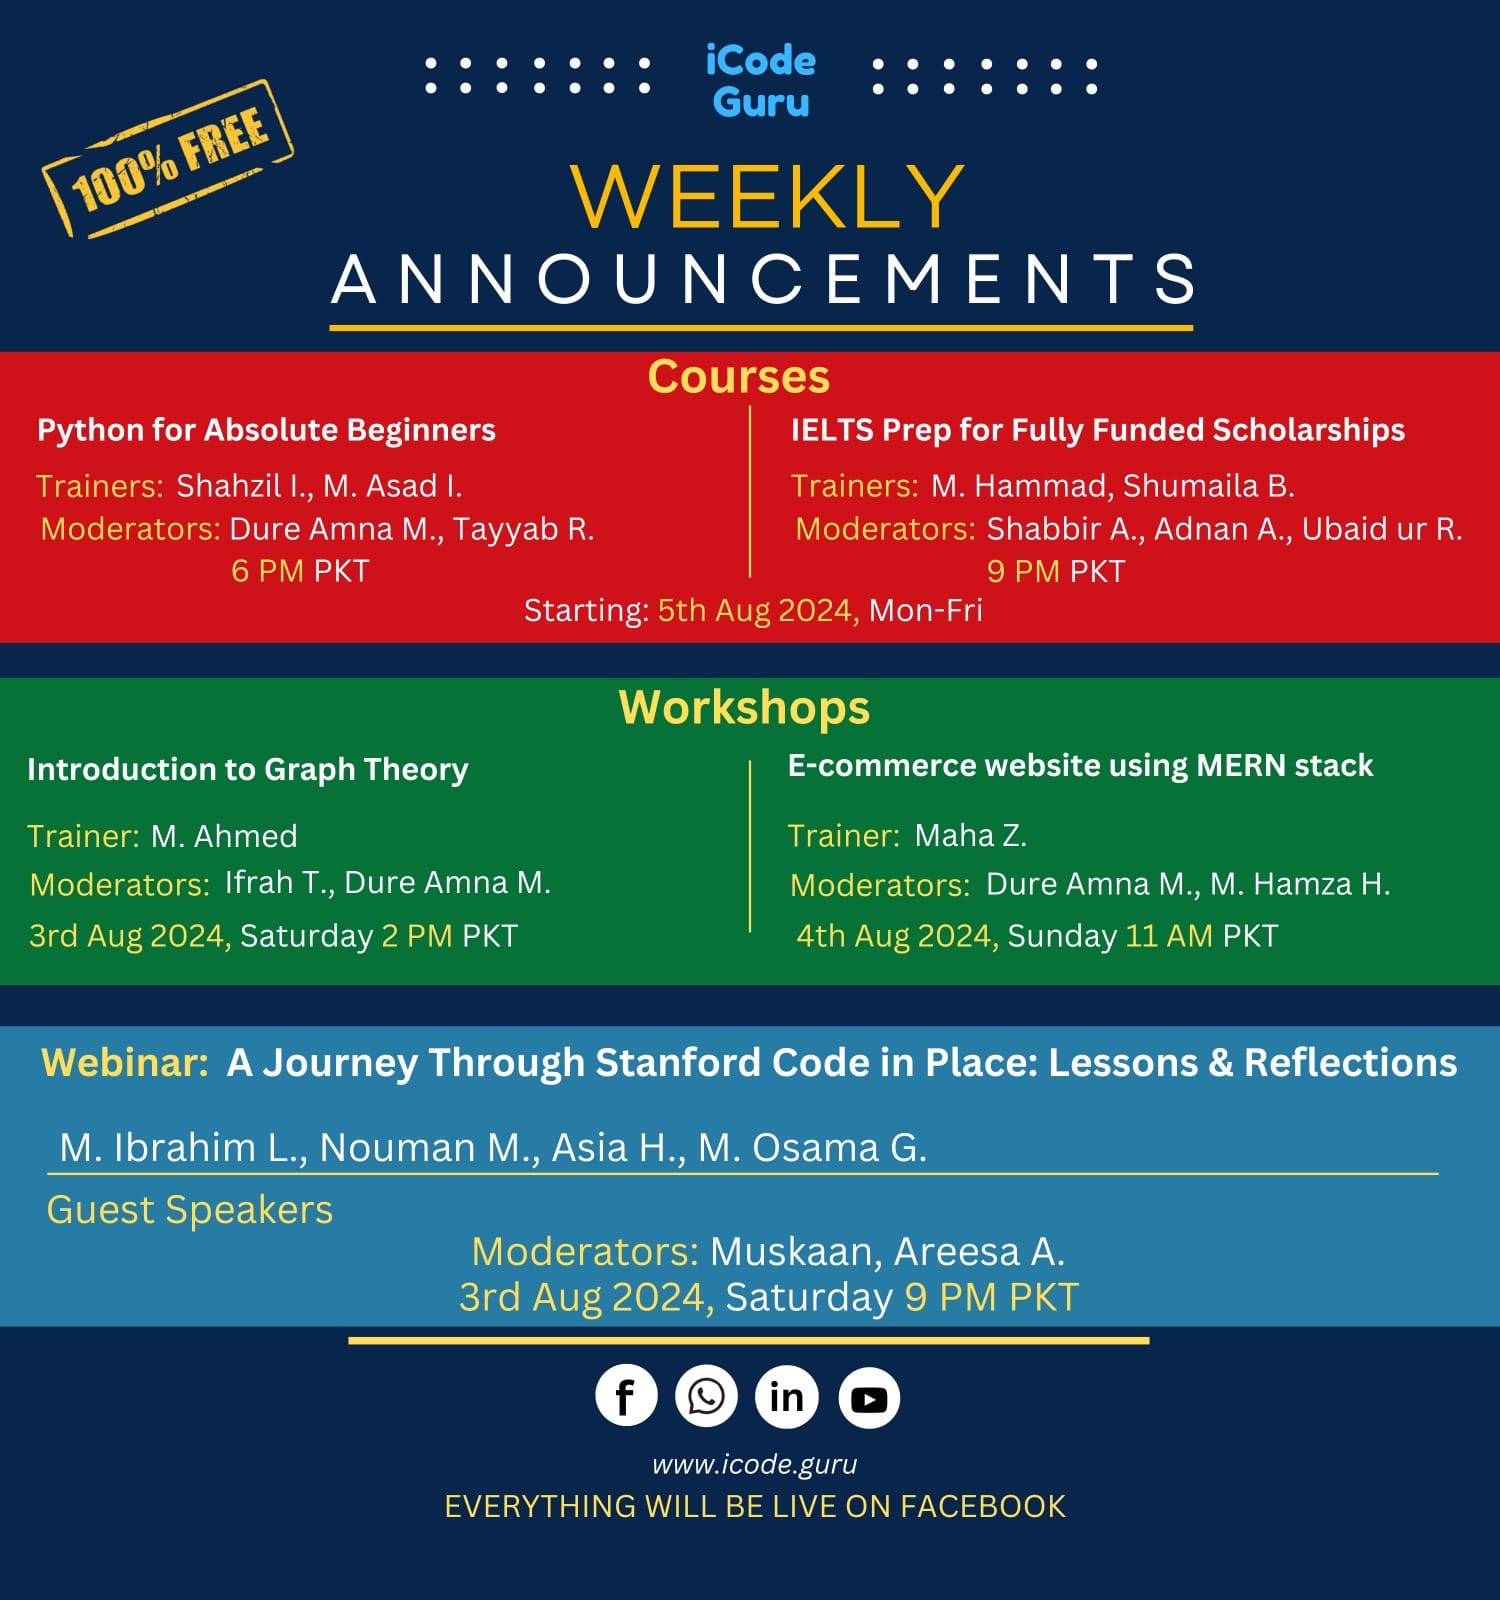 iCode
Guru
100% FREE
WEEKLY
ANNOUNCEMENTS
Courses
Python for Absolute Beginners
Trainers: Shahzil I., M. Asad I.
Moderators: Dure Amna M., Tayyab R.
6 PM PKT
IELTS Prep for Fully Funded Scholarships
Trainers: M. Hammad, Shumaila B.
Moderators: Shabbir A., Adnan A., Ubaid ur R.
9 PM PKT
Starting: 5th Aug 2024, Mon-Fri
Workshops
Introduction to Graph Theory
Trainer: M. Ahmed
Moderators: Ifrah T., Dure Amna M.
3rd Aug 2024, Saturday 2 PM PKT
E-commerce website using MERN stack
Trainer: Maha Z.
Moderators: Dure Amna M., M. Hamza H.
4th Aug 2024, Sunday 11 AM PKT
Webinar: A Journey Through Stanford Code in Place: Lessons & Reflections
M. Ibrahim L., Nouman M., Asia H., M. Osama G.
Guest Speakers
Moderators: Muskaan, Areesa A.
3rd Aug 2024, Saturday 9 PM PKT
f in
www.icode.guru
EVERYTHING WILL BE LIVE ON FACEBOOK